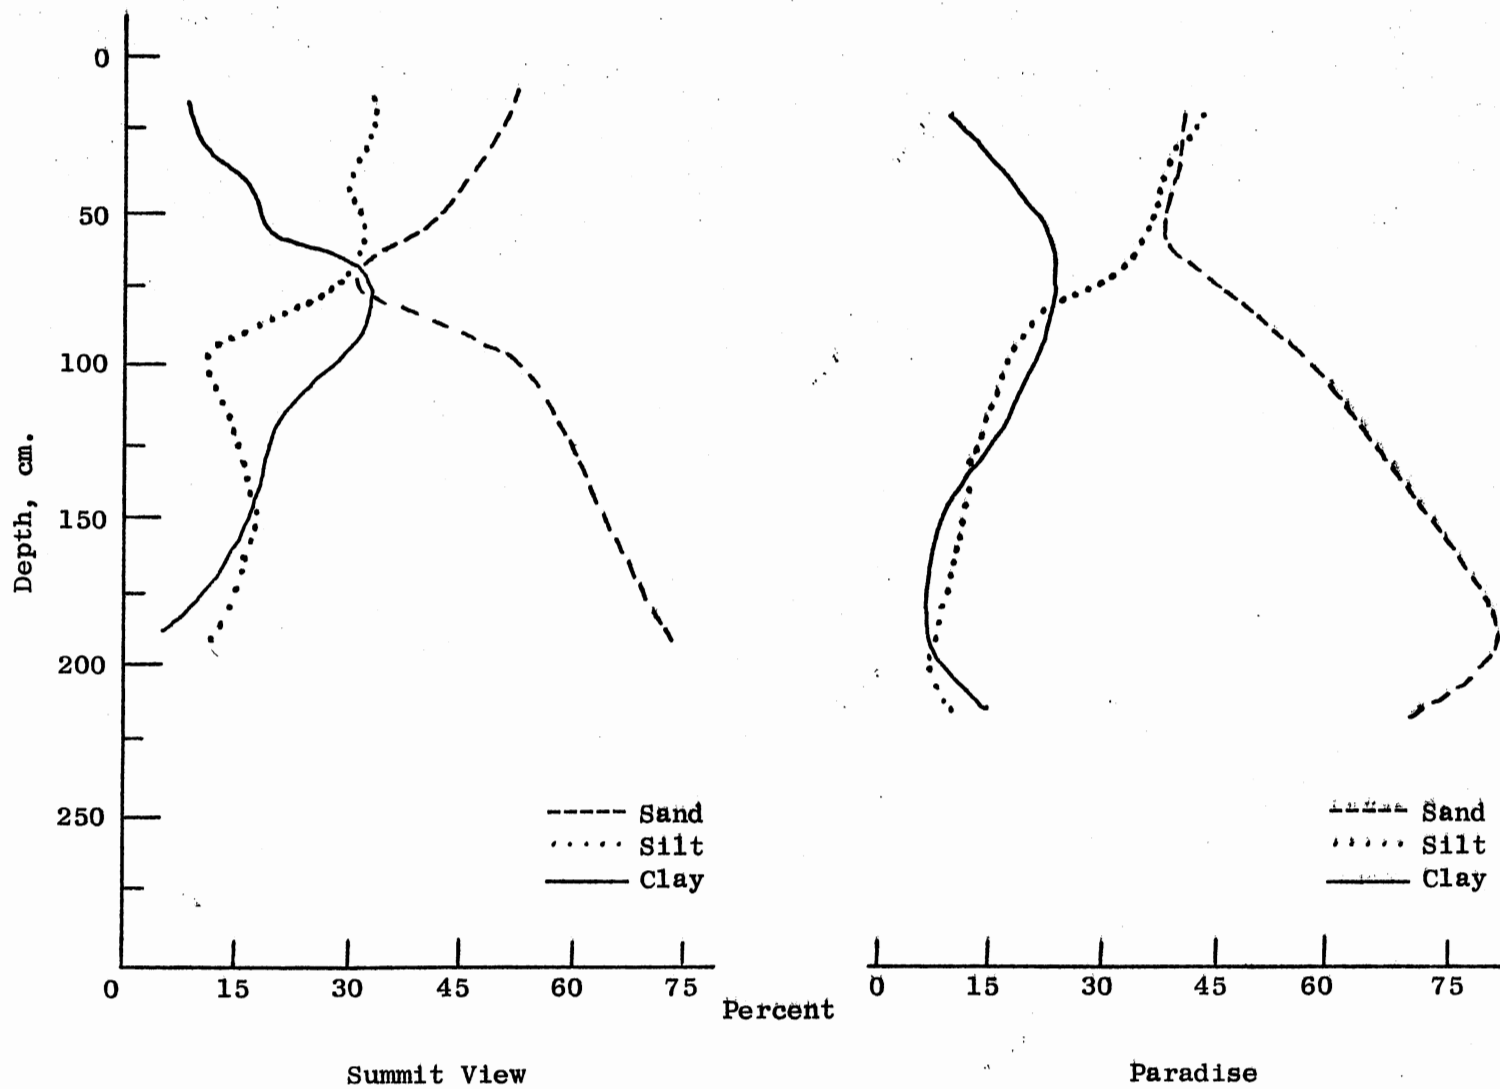 0
50
100
150
200
250
Depth, cm.
Sand
Silt
Clay
0 15 30 45 60 75
Summit View
Percent
Sand
Silt
Clay
0 15 30 45 60 75
Paradise